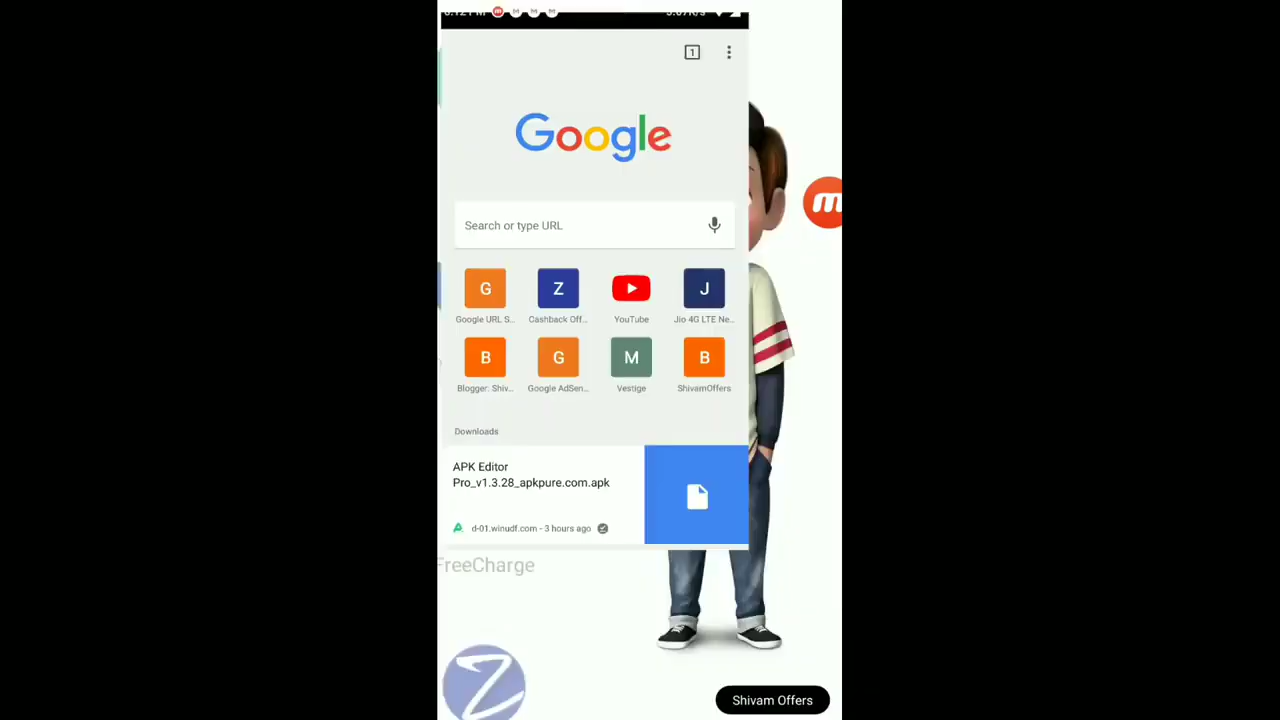 1
Google
Search or type URL
G
Z
J
Google URL S...
Cashback Off...
YouTube
Jio 4G LTE Ne...
B
G
M
B
Blogger: Shiv...
Google AdSen...
Vestige
ShivamOffers
Downloads
APK Editor
Pro_v1.3.28_apkpure.com.apk
d-01.winudf.com - 3 hours ago
FreeCharge
Shivam Offers